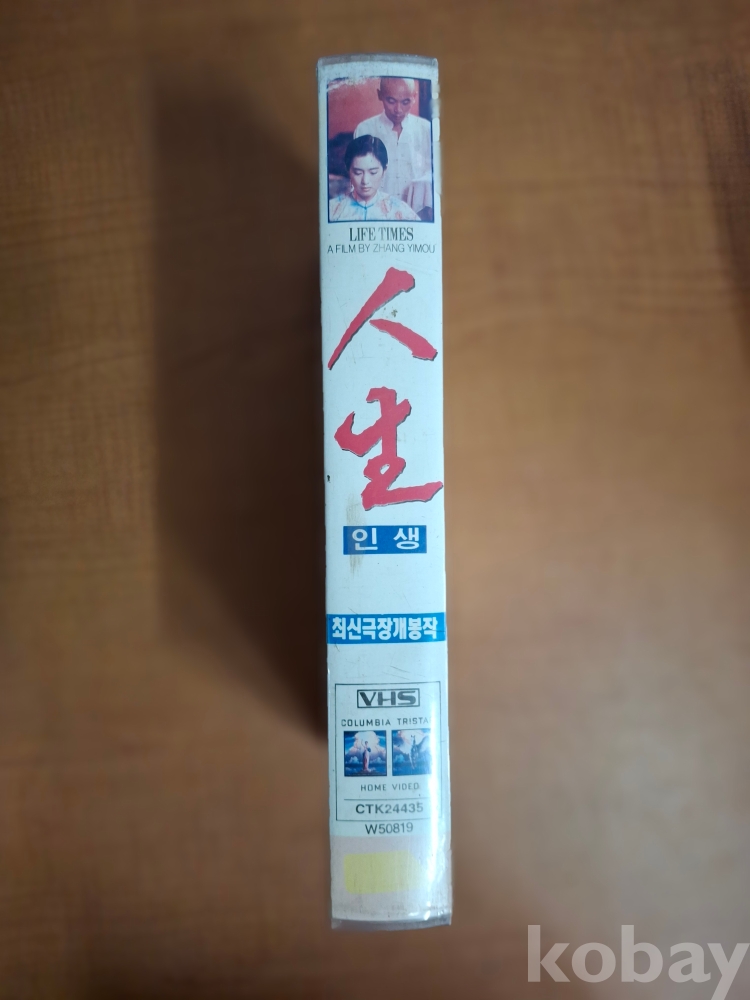 LIFE TIMES
A FILM BY ZHANG YIMOU
人生
인생
최신극장개봉작
VHS
COLUMBIA TRISTA
HOME VIDEO
CTK24435
W50819
kobay